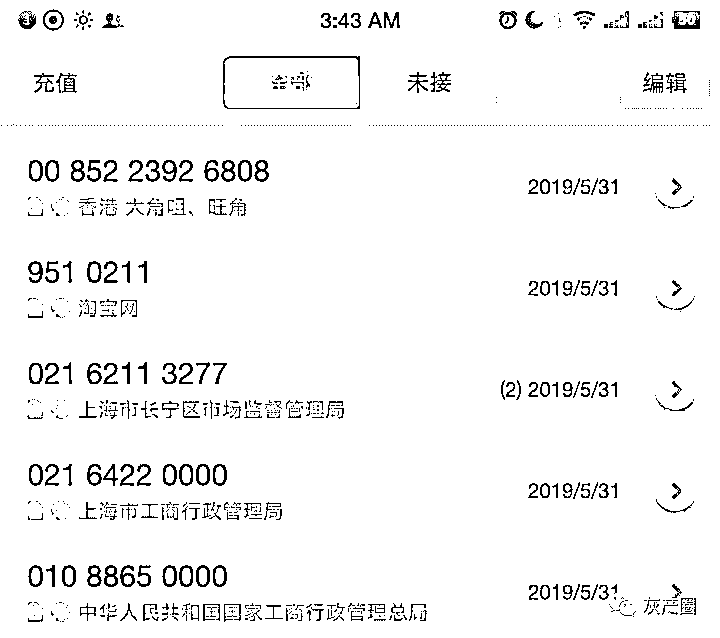 3:43 AM
充值 全部 未接 编辑
00 852 2392 6808
2019/5/31
香港 大角咀、旺角
951 0211
2019/5/31
淘宝网
021 6211 3277
(2) 2019/5/31
上海市长宁区市场监督管理局
021 6422 0000
2019/5/31
上海市工商行政管理局
010 8865 0000
2019/5/31
中华人民共和国国家工商行政管理总局
灰产圈